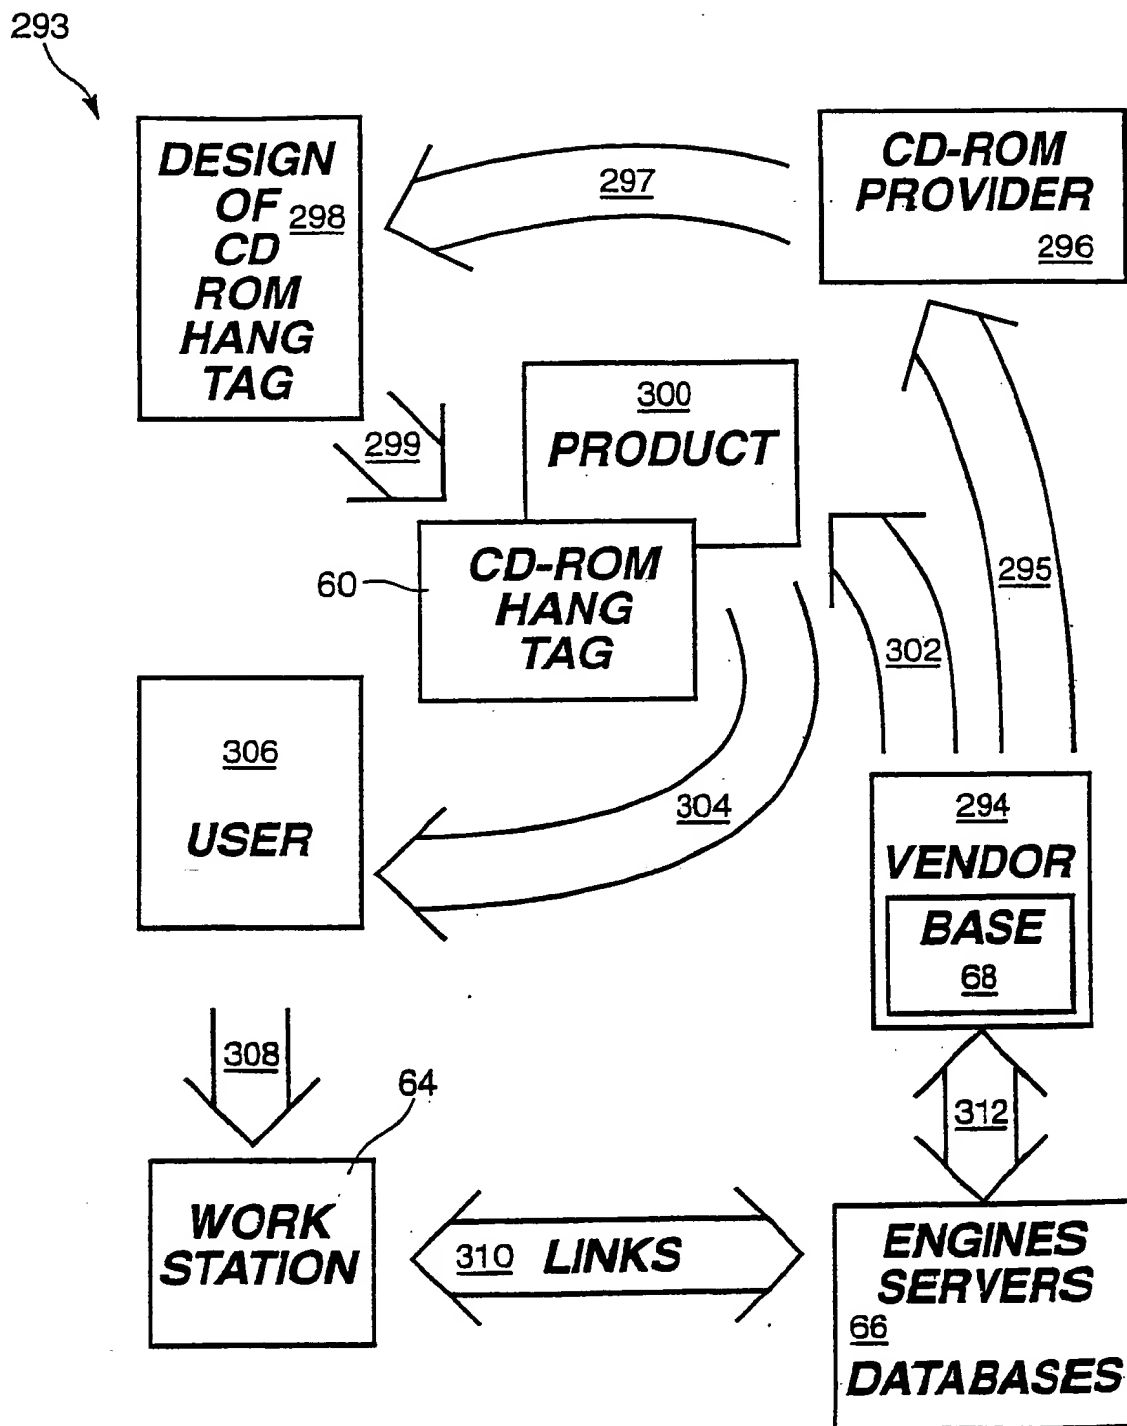 293
DESIGN
OF
298
CD
ROM
HANG
TAG
297
CD-ROM
PROVIDER
296
299
300
PRODUCT
60
CD-ROM
HANG
TAG
295
302
304
306
USER
294
VENDOR
BASE
68
308
312
64
WORK
STATION
310 LINKS
ENGINES
SERVERS
66
DATABASES